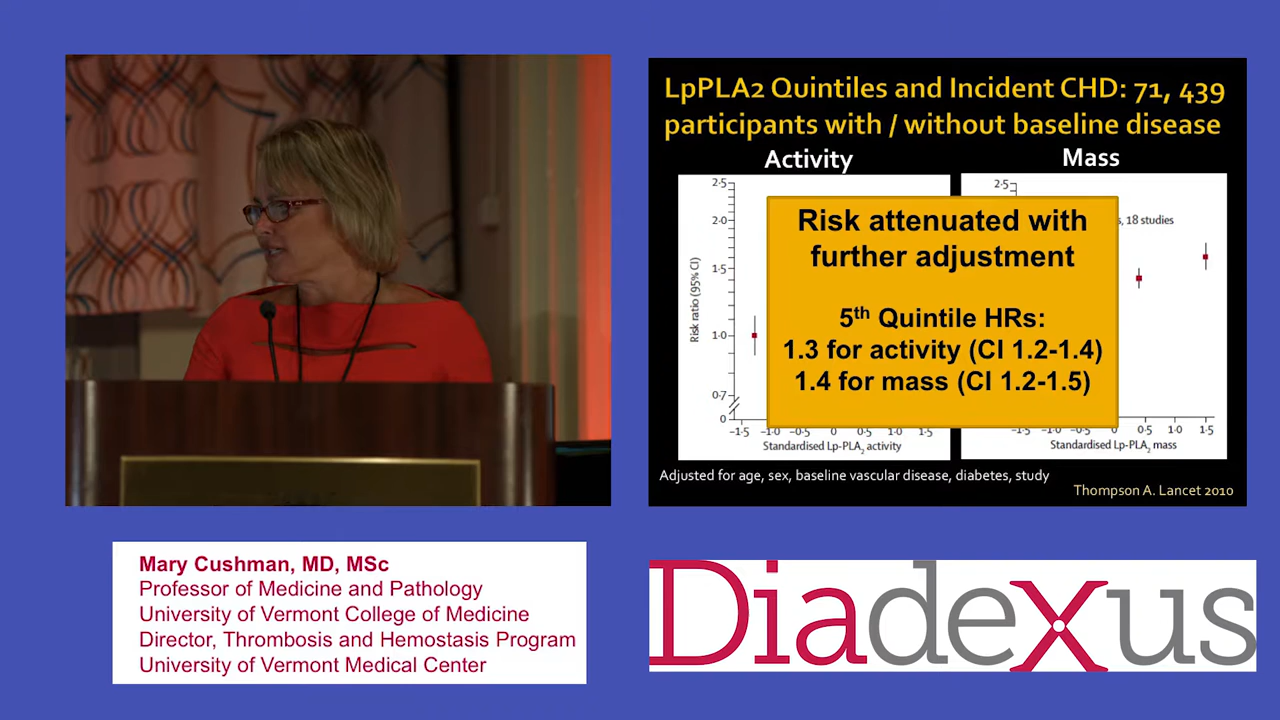 LpPLA2 Quintiles and Incident CHD: 71, 439
participants with / without baseline disease
Activity
Mass
2·5
2·0
1·5
1·0
0·7
0
Risk ratio (95% CI)
−1·5 −1·0 −0·5 0 0·5 1·0 1·5
Standardised Lp-PLA2 activity
2·5
s, 18 studies
−1·5 −1·0 −0·5 0 0·5 1·0 1·5
Standardised Lp-PLA2 mass
Risk attenuated with
further adjustment
5th Quintile HRs:
1.3 for activity (CI 1.2-1.4)
1.4 for mass (CI 1.2-1.5)
Adjusted for age, sex, baseline vascular disease, diabetes, study
Thompson A. Lancet 2010
Mary Cushman, MD, MSc
Professor of Medicine and Pathology
University of Vermont College of Medicine
Director, Thrombosis and Hemostasis Program
University of Vermont Medical Center
Diadexus